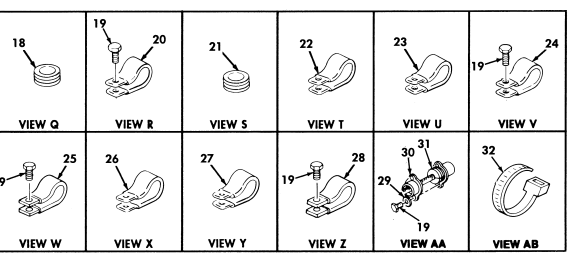 18
19
20
21
22
23
19
24
VIEW Q
VIEW R
VIEW S
VIEW T
VIEW U
VIEW V
9
25
26
27
19
28
30
31
29
19
32
VIEW W
VIEW X
VIEW Y
VIEW Z
VIEW AA
VIEW AB